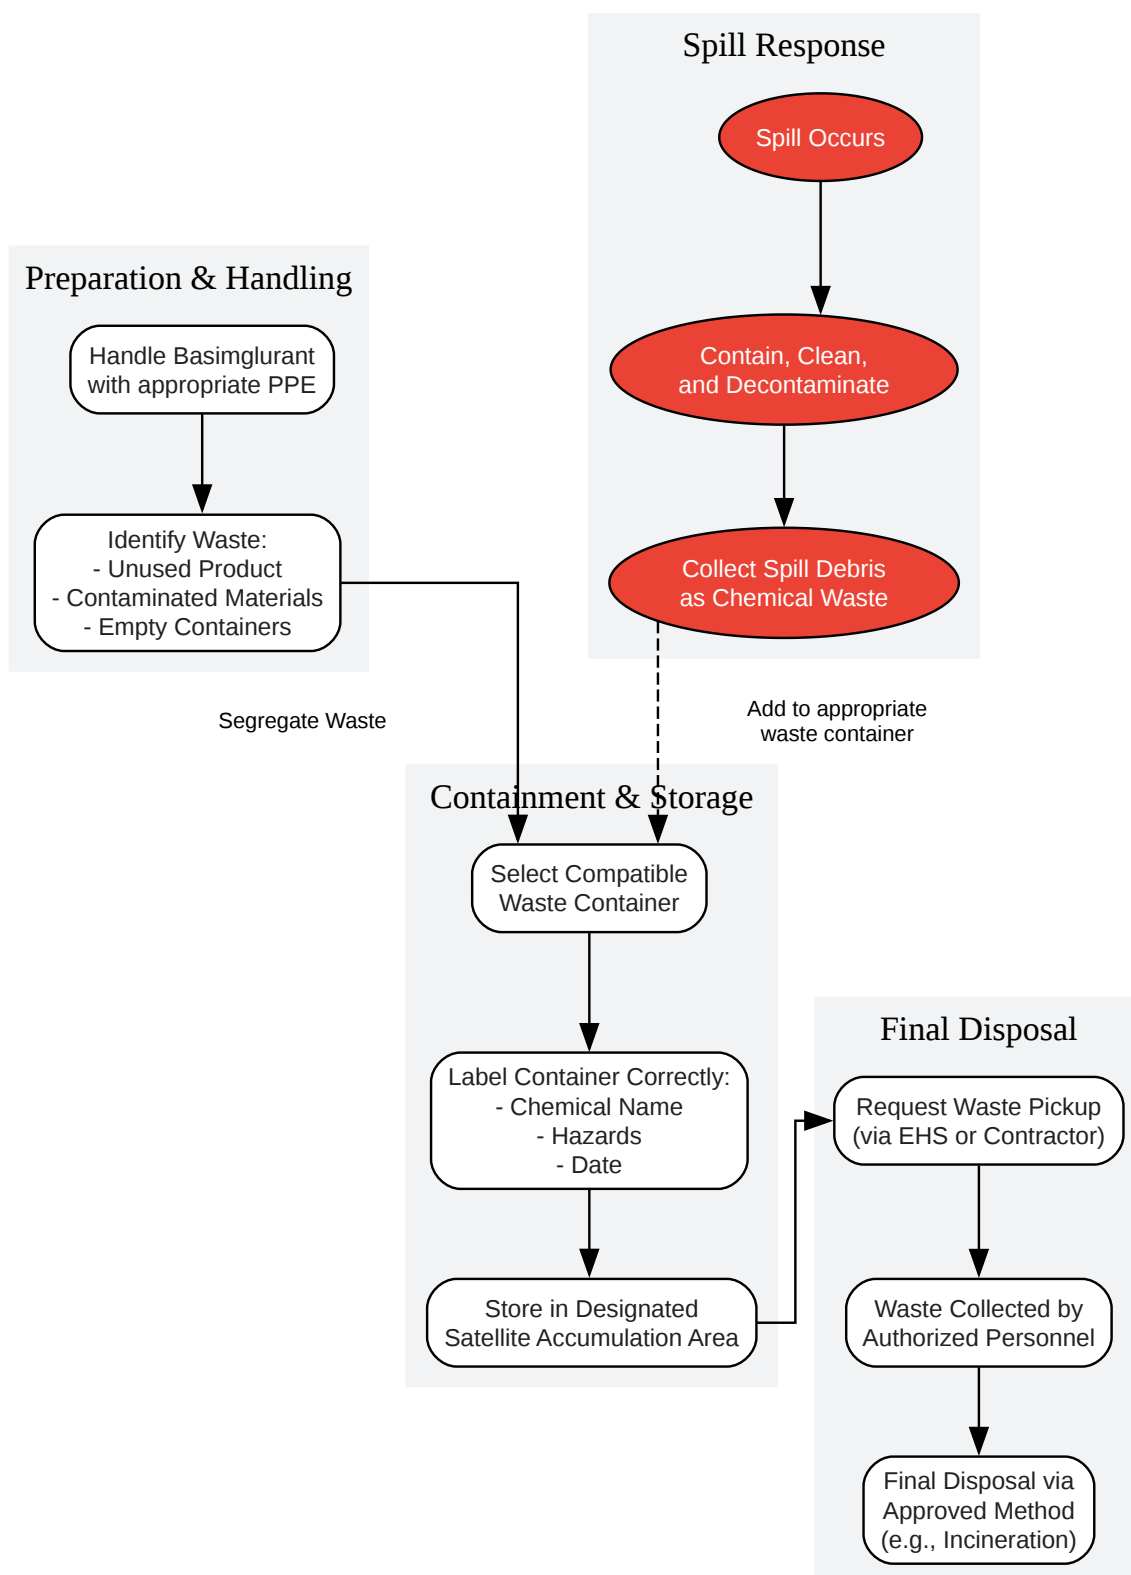 Spill Response
Spill Occurs
Contain, Clean,
and Decontaminate
Collect Spill Debris
as Chemical Waste
Preparation & Handling
Handle Basimglurant
with appropriate PPE
Identify Waste:
- Unused Product
- Contaminated Materials
- Empty Containers
Segregate Waste
Add to appropriate
waste container
Containment & Storage
Select Compatible
Waste Container
Label Container Correctly:
- Chemical Name
- Hazards
- Date
Store in Designated
Satellite Accumulation Area
Final Disposal
Request Waste Pickup
(via EHS or Contractor)
Waste Collected by
Authorized Personnel
Final Disposal via
Approved Method
(e.g., Incineration)